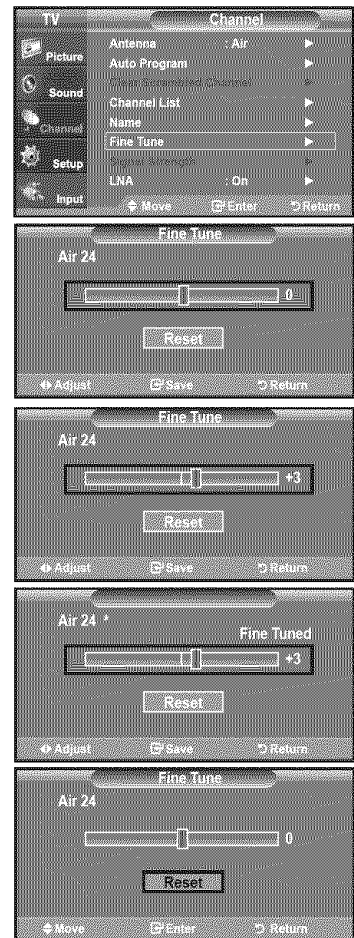 TV Channel
Picture
Sound
Channel
Setup
Input
Antenna : Air
Auto Program
Clear Scrambled Channel
Channel List
Name
Fine Tune
Signal Strength
LNA : On
Move Enter Return
Fine Tune
Air 24
0
Reset
Adjust Save Return
Fine Tune
Air 24
+3
Reset
Adjust Save Return
Air 24 *
Fine Tuned
+3
Reset
Adjust Save Return
Fine Tune
Air 24
0
Reset
Move Enter Return